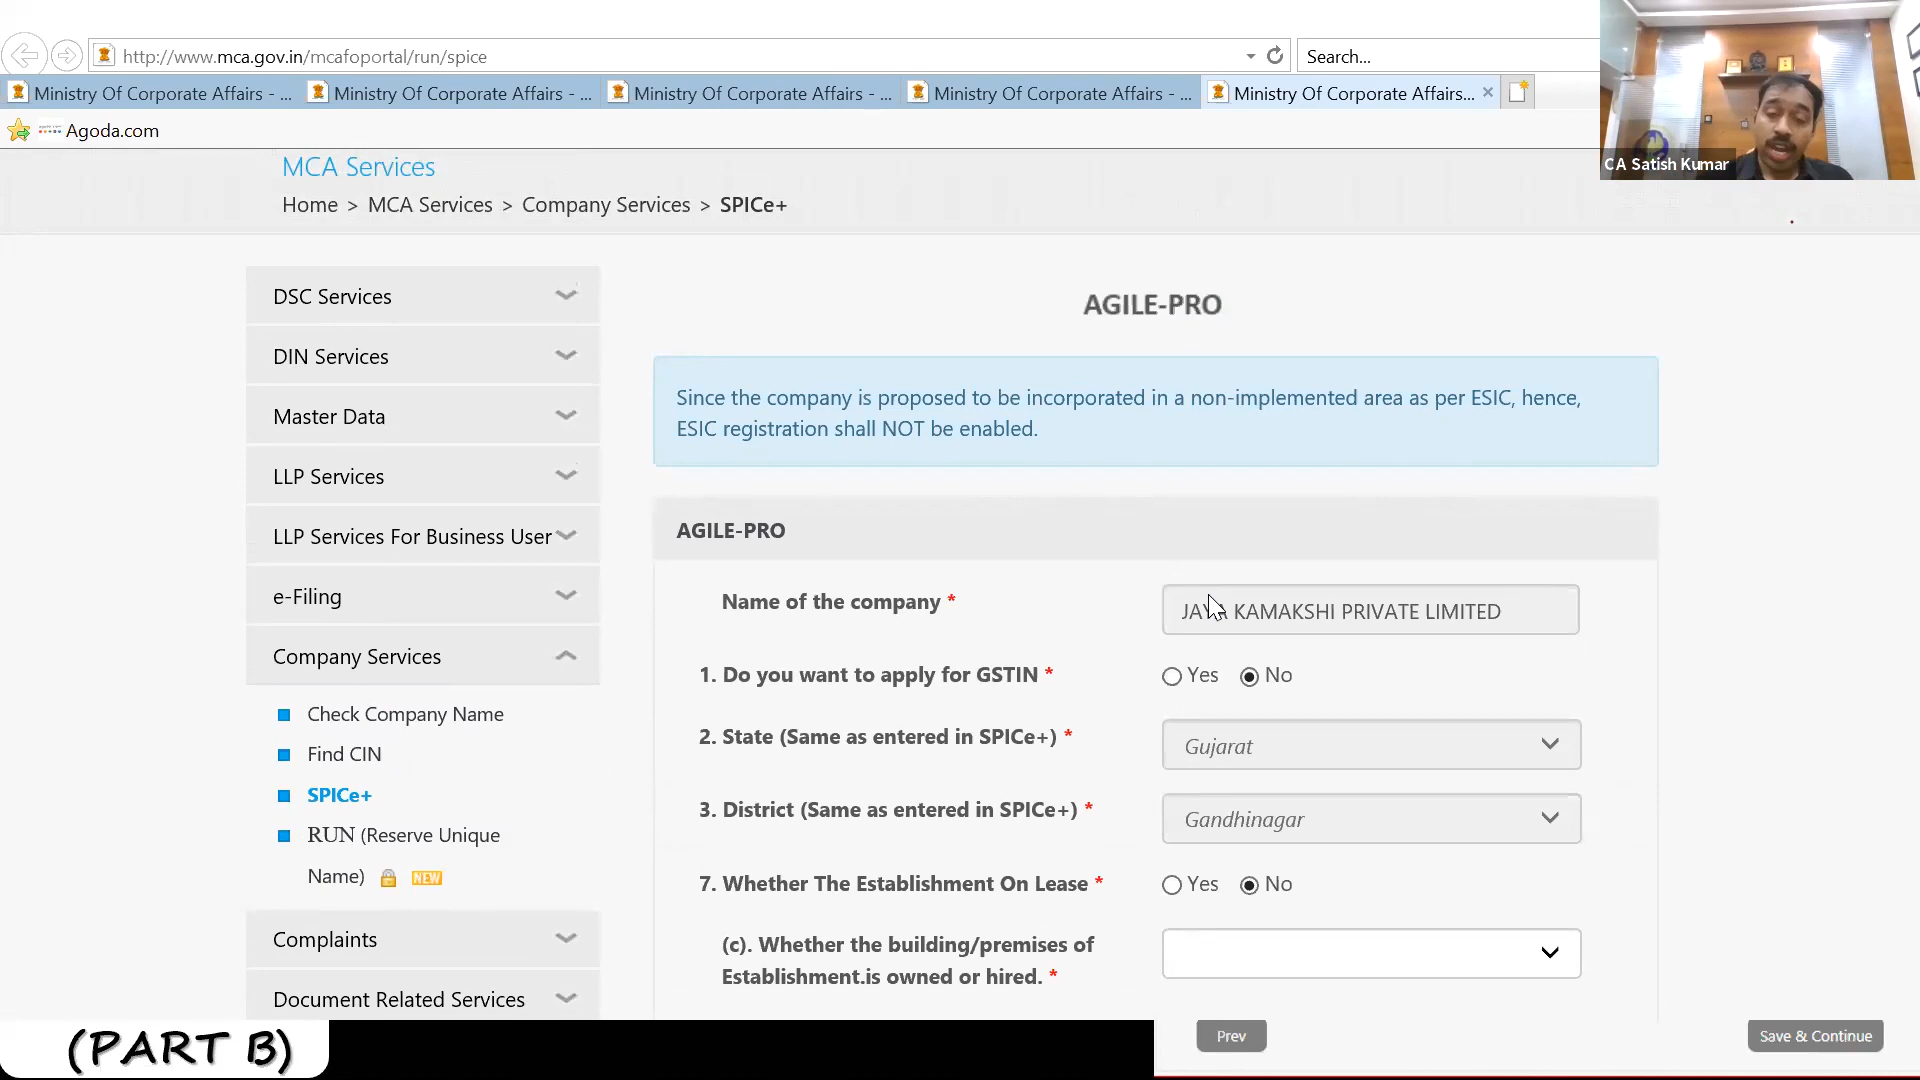 http://www.mca.gov.in/mcafoportal/run/spice
Search...
Ministry Of Corporate Affairs - ...
Ministry Of Corporate Affairs - ...
Ministry Of Corporate Affairs - ...
Ministry Of Corporate Affairs - ...
Ministry Of Corporate Affairs...
Agoda.com
CA Satish Kumar
MCA Services
Home > MCA Services > Company Services > SPICe+
DSC Services
DIN Services
Master Data
LLP Services
LLP Services For Business User
e-Filing
Company Services
Check Company Name
Find CIN
SPICe+
RUN (Reserve Unique
Name) NEW
Complaints
Document Related Services
AGILE-PRO
Since the company is proposed to be incorporated in a non-implemented area as per ESIC, hence,
ESIC registration shall NOT be enabled.
AGILE-PRO
Name of the company *
KAMAKSHI PRIVATE LIMITED
1. Do you want to apply for GSTIN * Yes No
2. State (Same as entered in SPICe+) * Gujarat
3. District (Same as entered in SPICe+) * Gandhinagar
7. Whether The Establishment On Lease * Yes No
(c). Whether the building/premises of
Establishment.is owned or hired. *
Prev
Save & Continue
(PART B)